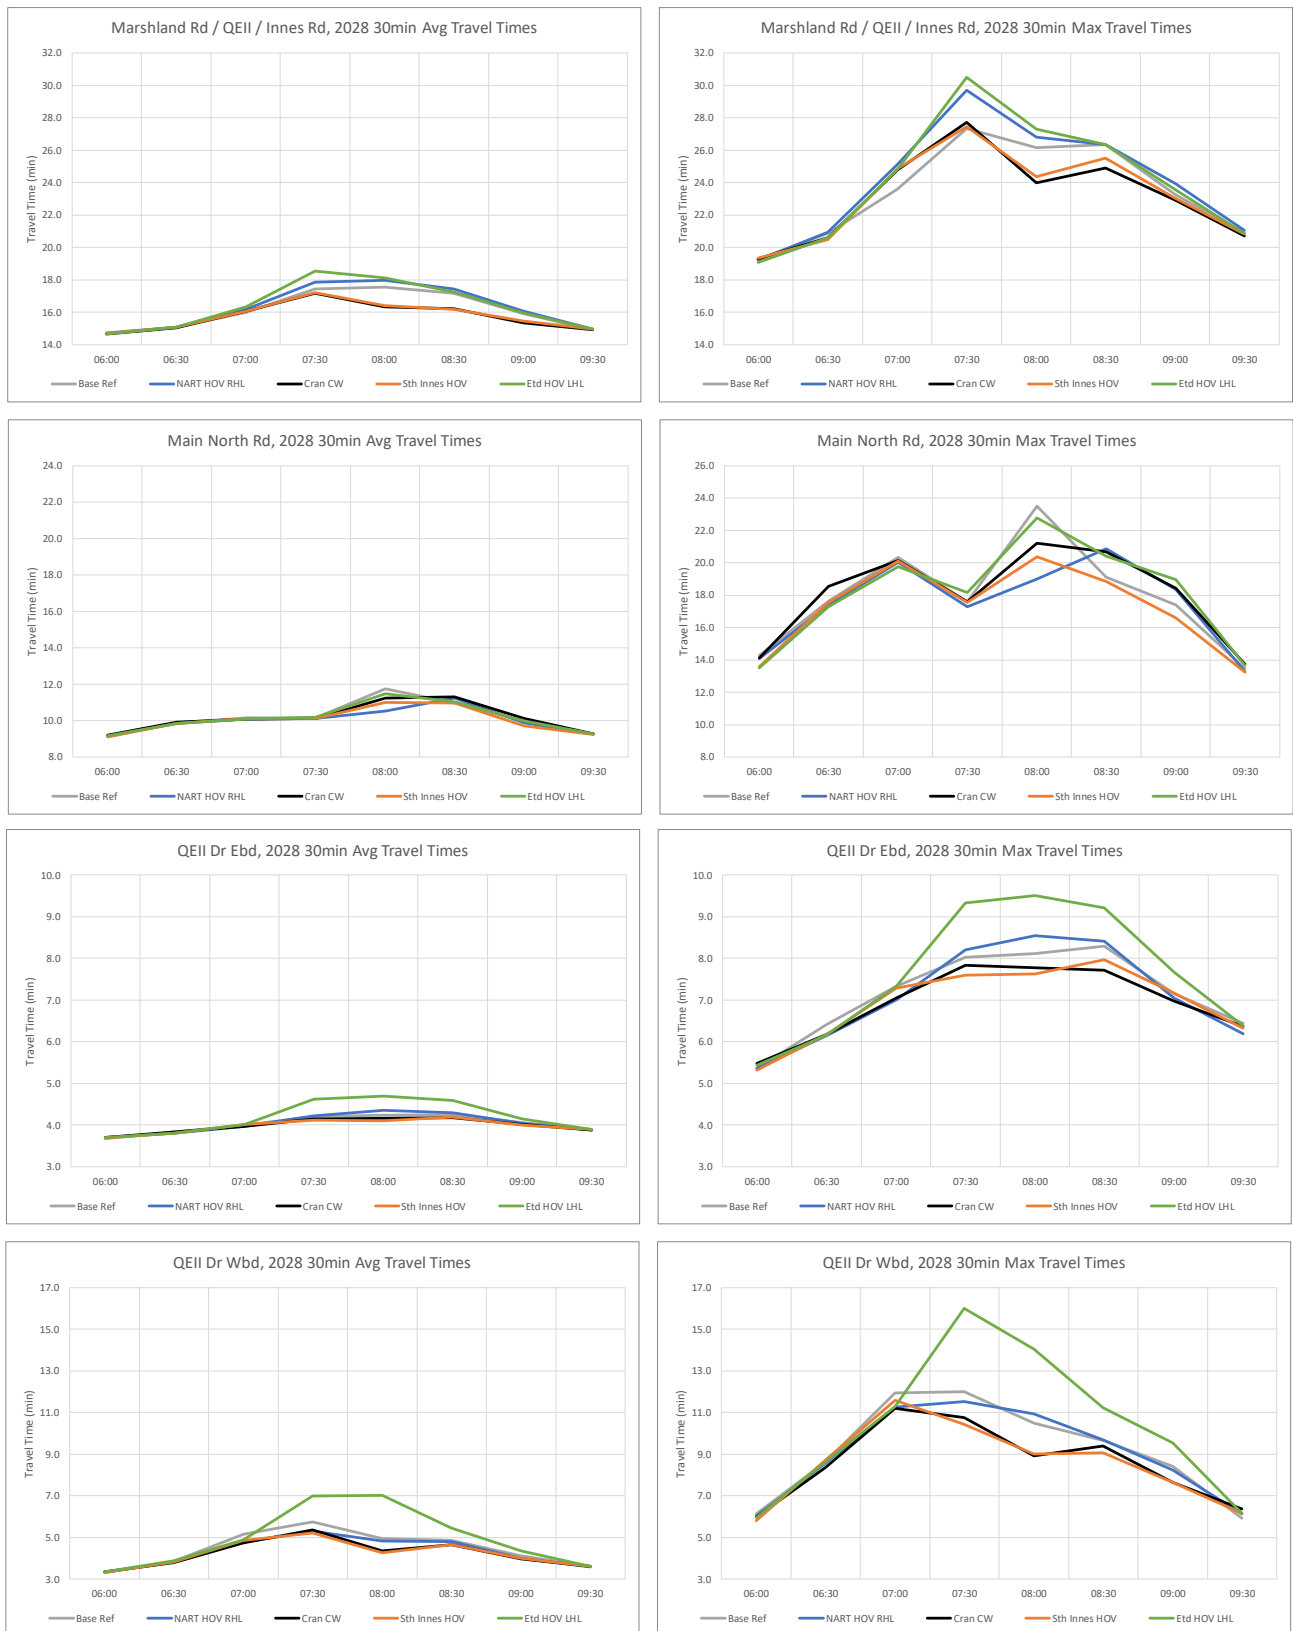 Marshland Rd / QEII / Innes Rd, 2028 30min Avg Travel Times
Travel Time (min)
32.0
30.0
28.0
26.0
24.0
22.0
20.0
18.0
16.0
14.0
06:00 06:30 07:00 07:30 08:00 08:30 09:00 09:30
Base Ref NART HOV RHL Cran CW Sth Innes HOV Etd HOV LHL
Marshland Rd / QEII / Innes Rd, 2028 30min Max Travel Times
Travel Time (min)
32.0
30.0
28.0
26.0
24.0
22.0
20.0
18.0
16.0
14.0
06:00 06:30 07:00 07:30 08:00 08:30 09:00 09:30
Base Ref NART HOV RHL Cran CW Sth Innes HOV Etd HOV LHL
Main North Rd, 2028 30min Avg Travel Times
Travel Time (min)
24.0
22.0
20.0
18.0
16.0
14.0
12.0
10.0
8.0
06:00 06:30 07:00 07:30 08:00 08:30 09:00 09:30
Base Ref NART HOV RHL Cran CW Sth Innes HOV Etd HOV LHL
Main North Rd, 2028 30min Max Travel Times
Travel Time (min)
26.0
24.0
22.0
20.0
18.0
16.0
14.0
12.0
10.0
8.0
06:00 06:30 07:00 07:30 08:00 08:30 09:00 09:30
Base Ref NART HOV RHL Cran CW Sth Innes HOV Etd HOV LHL
QEII Dr Ebd, 2028 30min Avg Travel Times
Travel Time (min)
10.0
9.0
8.0
7.0
6.0
5.0
4.0
3.0
06:00 06:30 07:00 07:30 08:00 08:30 09:00 09:30
Base Ref NART HOV RHL Cran CW Sth Innes HOV Etd HOV LHL
QEII Dr Ebd, 2028 30min Max Travel Times
Travel Time (min)
10.0
9.0
8.0
7.0
6.0
5.0
4.0
3.0
06:00 06:30 07:00 07:30 08:00 08:30 09:00 09:30
Base Ref NART HOV RHL Cran CW Sth Innes HOV Etd HOV LHL
QEII Dr Wbd, 2028 30min Avg Travel Times
Travel Time (min)
17.0
15.0
13.0
11.0
9.0
7.0
5.0
3.0
06:00 06:30 07:00 07:30 08:00 08:30 09:00 09:30
Base Ref NART HOV RHL Cran CW Sth Innes HOV Etd HOV LHL
QEII Dr Wbd, 2028 30min Max Travel Times
Travel Time (min)
17.0
15.0
13.0
11.0
9.0
7.0
5.0
3.0
06:00 06:30 07:00 07:30 08:00 08:30 09:00 09:30
Base Ref NART HOV RHL Cran CW Sth Innes HOV Etd HOV LHL